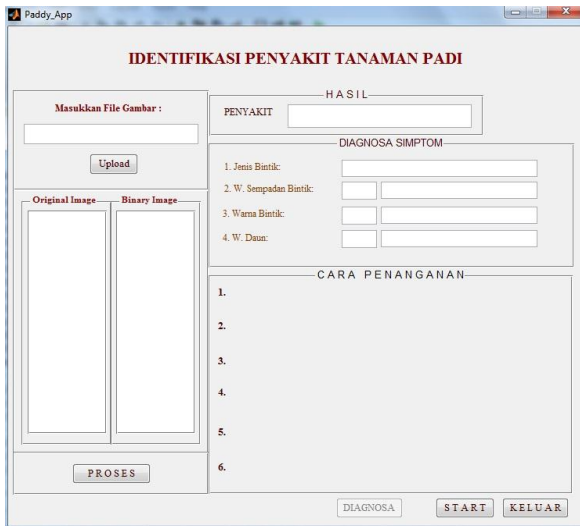 Paddy_App
IDENTIFIKASI PENYAKIT TANAMAN PADI
Masukkan File Gambar :
Upload
Original Image
Binary Image
PROSES
HASIL
PENYAKIT
DIAGNOSA SIMPTOM
1. Jenis Bintik:
2. W. Sempadan Bintik:
3. Warna Bintik:
4. W. Daun:
CARA PENANGANAN
1.
2.
3.
4.
5.
6.
DIAGNOSA
START
KELUAR